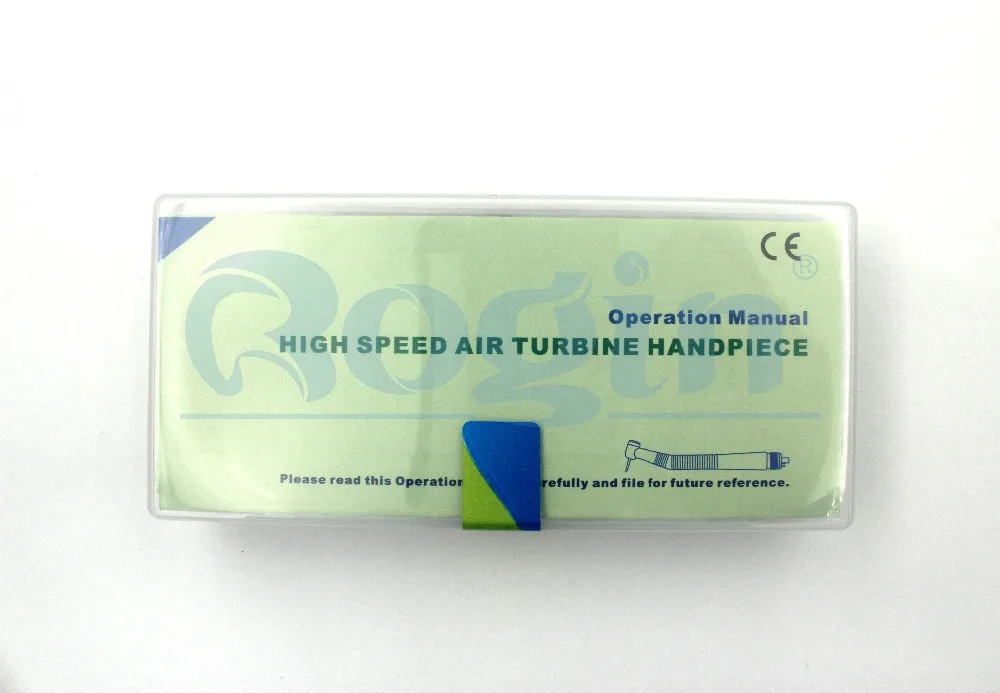 CE
Rogin®
Operation Manual
HIGH SPEED AIR TURBINE HANDPIECE
Please read this Operation refully and file for future reference.